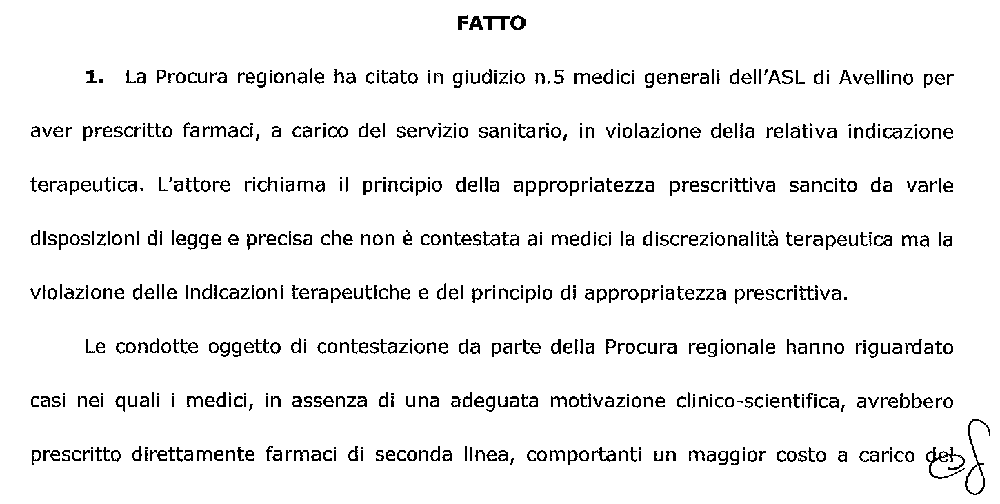 FATTO
1. La Procura regionale ha citato in giudizio n.5 medici generali dell'ASL di Avellino per
aver prescritto farmaci, a carico del servizio sanitario, in violazione della relativa indicazione
terapeutica. L'attore richiama il principio della appropriatezza prescrittiva sancito da varie
disposizioni di legge e precisa che non è contestata ai medici la discrezionalità terapeutica ma la
violazione delle indicazioni terapeutiche e del principio di appropriatezza prescrittiva.
Le condotte oggetto di contestazione da parte della Procura regionale hanno riguardato
casi nei quali i medici, in assenza di una adeguata motivazione clinico-scientifica, avrebbero
prescritto direttamente farmaci di seconda linea, comportanti un maggior costo a carico del